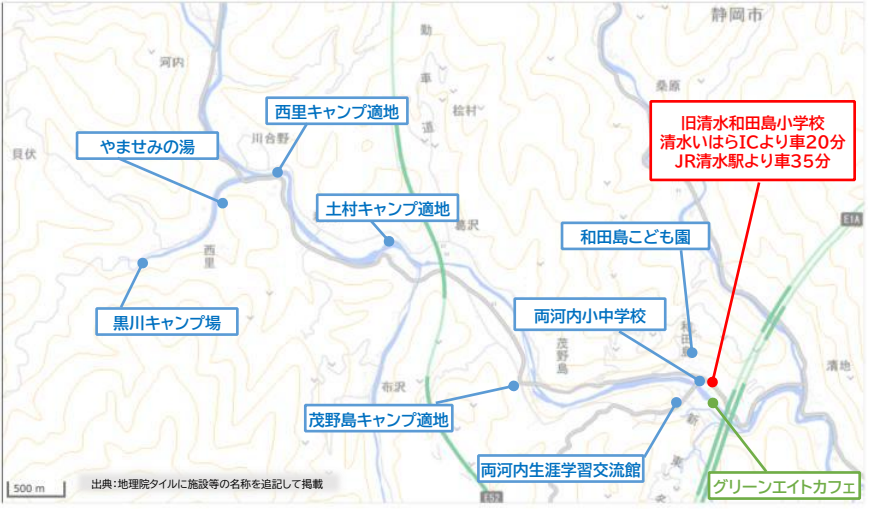 静岡市
河内
勤
車
道
桧村
桑原
旧清水和田島小学校
清水いはらICより車20分
JR清水駅より車35分
西里キャンプ適地
やませみの湯
川合野
貝伏
土村キャンプ適地
葛沢
和田島こども園
E1A
西里
黒川キャンプ場
両河内小中学校
和田島
茂野島
清地
布沢
茂野島キャンプ適地
新
東
名
両河内生涯学習交流館
グリーンエイトカフェ
500 m
出典：地理院タイルに施設等の名称を追記して掲載
E52